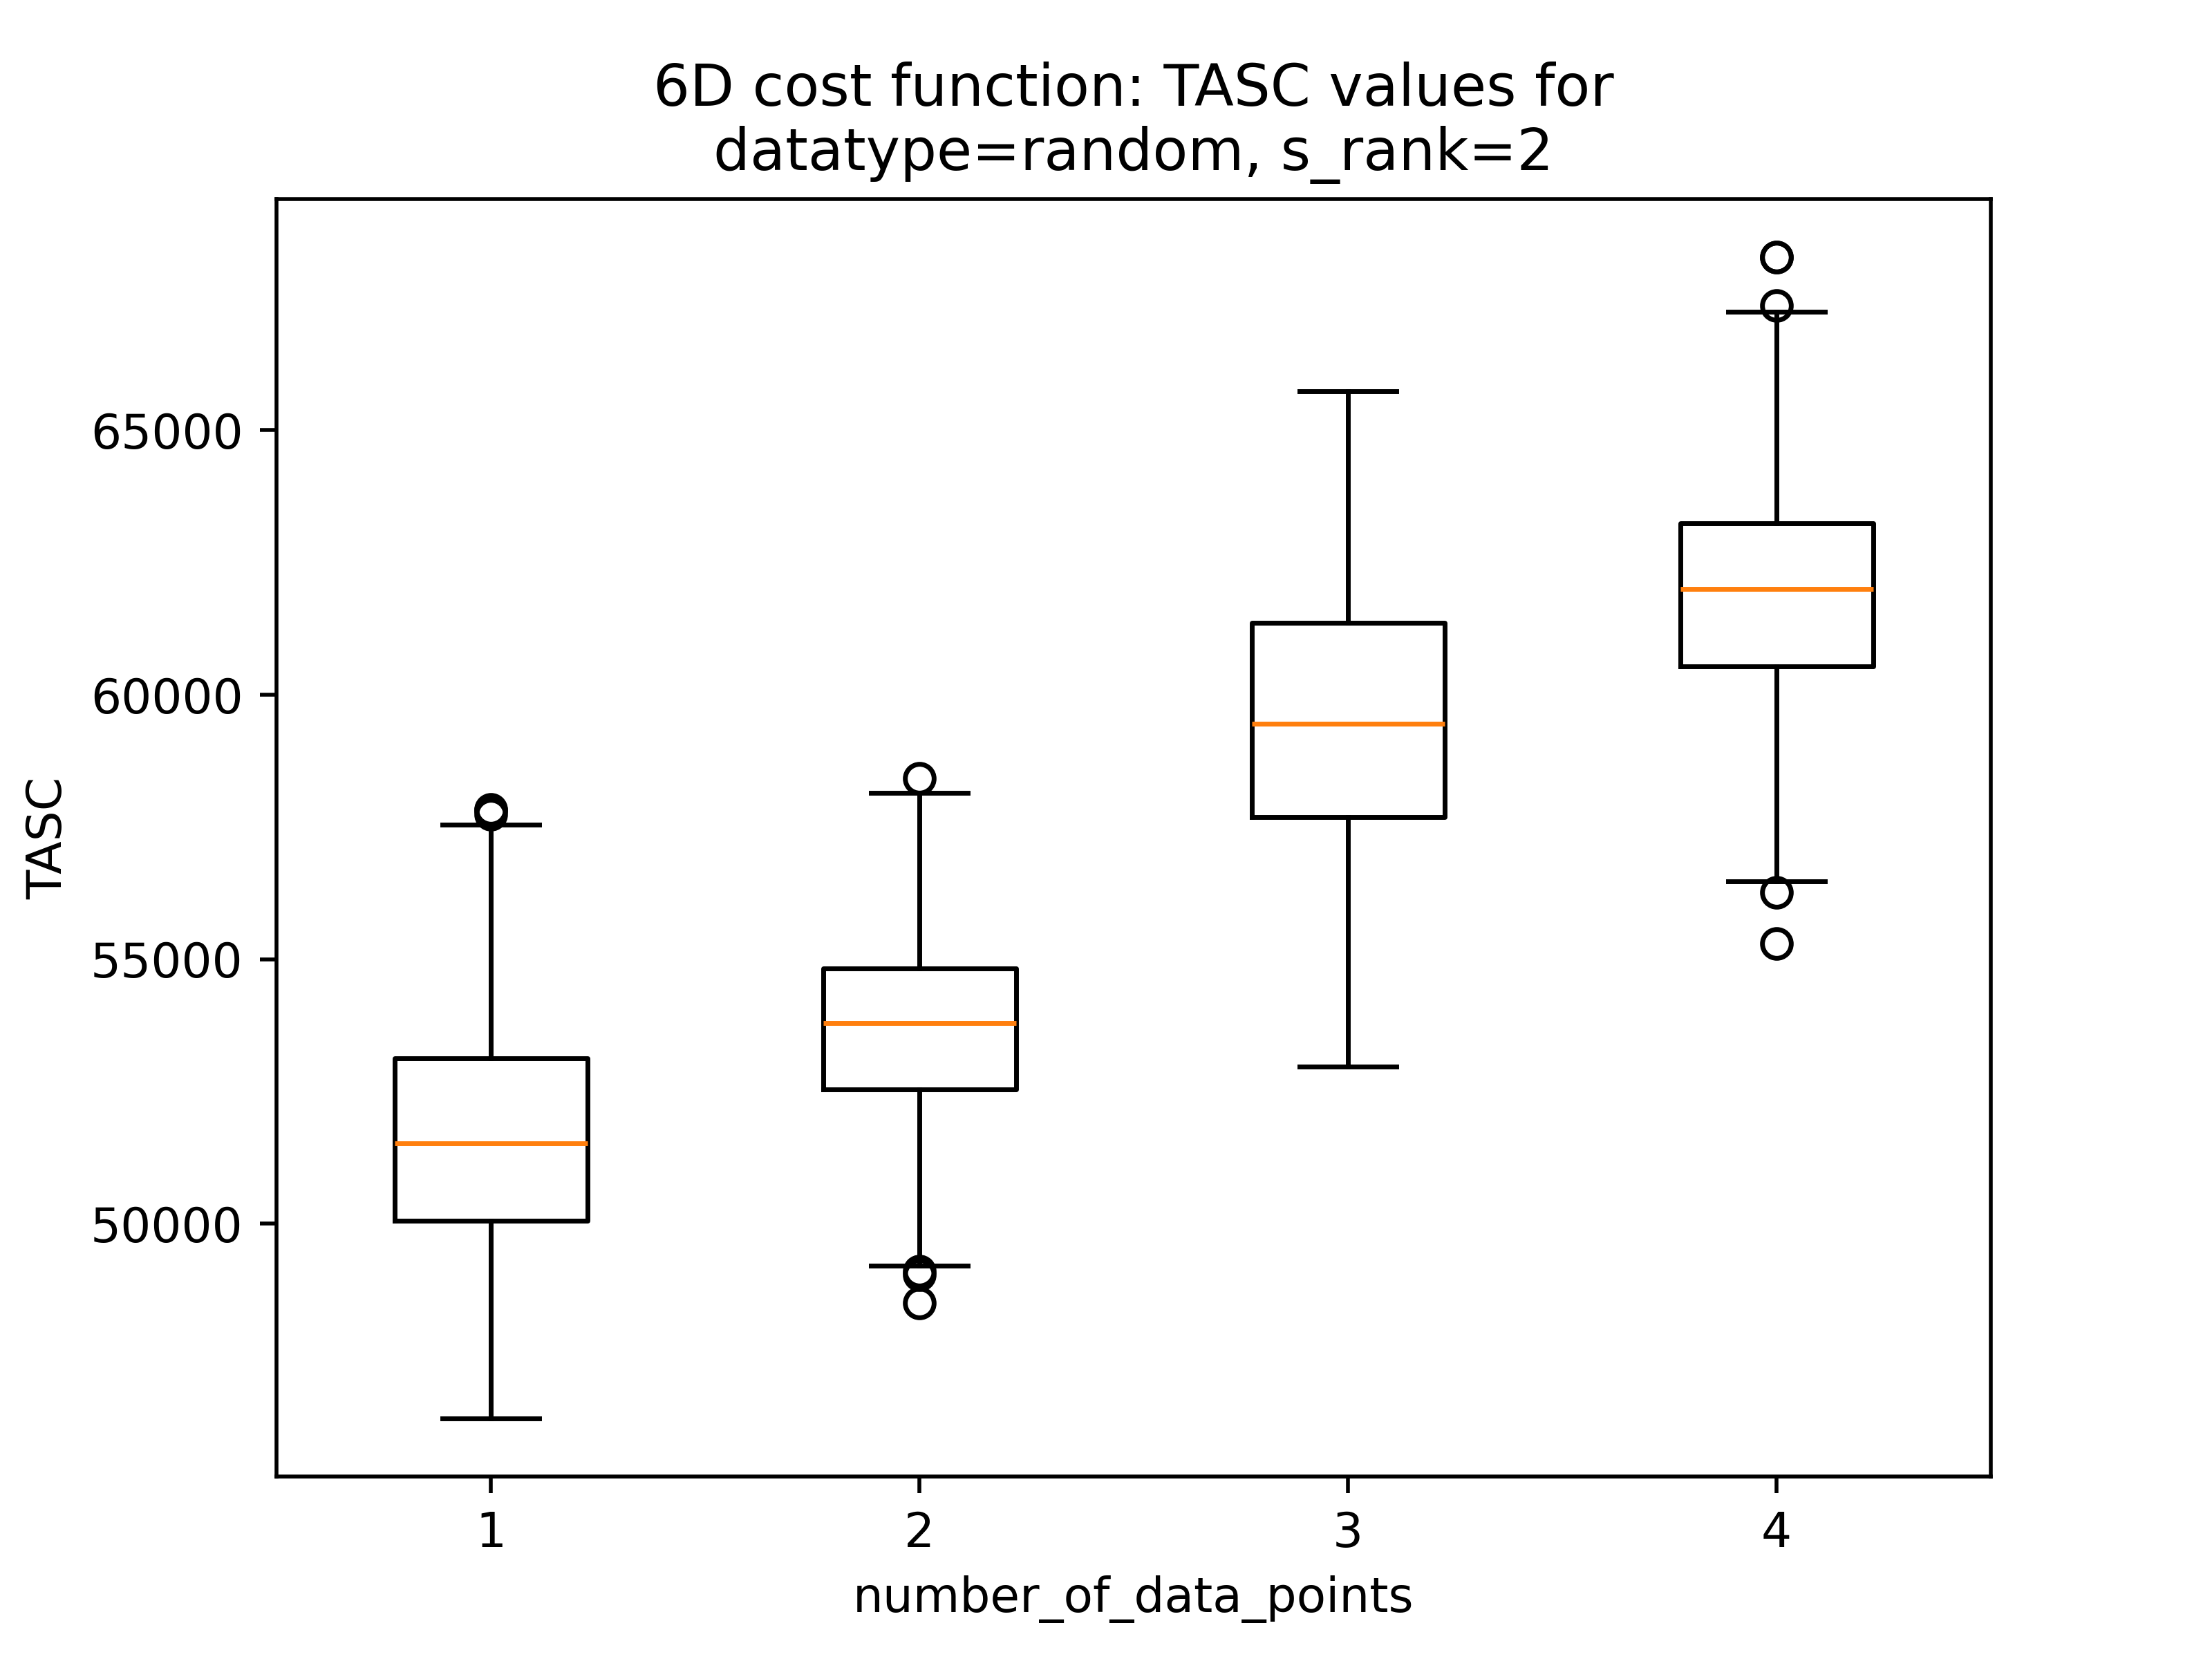 6D cost function: TASC values for
datatype=random, s_rank=2
TASC
65000
60000
55000
50000
1 2 3 4
number_of_data_points